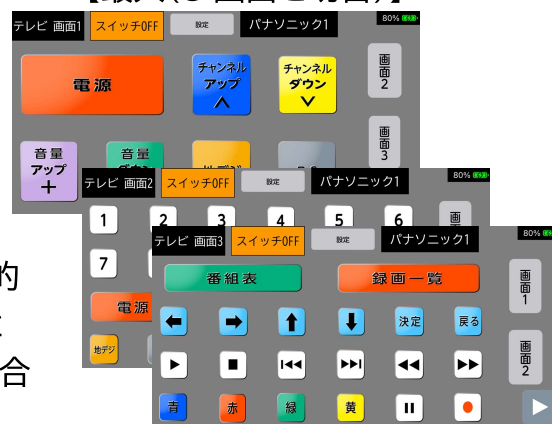 テレビ 画面1 スイッチOFF 設定 パナソニック1 80%
電源
チャンネル
アップ
チャンネル
ダウン
画面2
画面3
音量
アップ
+
音量
テレビ 画面2 スイッチOFF 設定 パナソニック1 80%
1 2 3 4 5 6
7
電源
地デジ
テレビ 画面3 スイッチOFF 設定 パナソニック1 80%
番組表 録画一覧
画面1
決定 戻る
画面2
青 赤 緑 黄
的
合